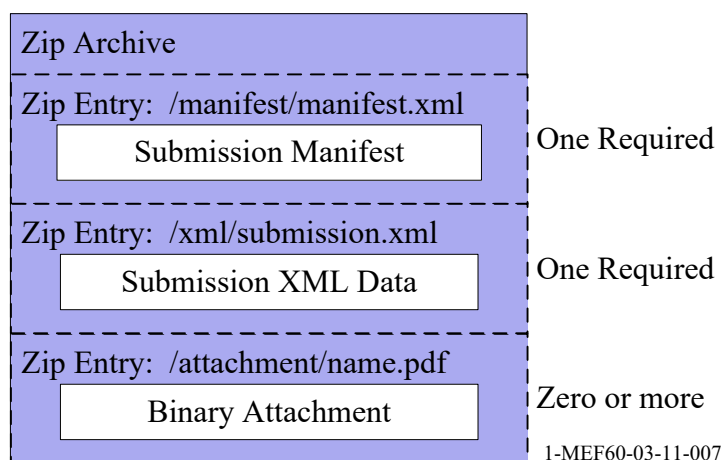 Zip Archive
Zip Entry:  /manifest/manifest.xml
Submission Manifest
One Required
Zip Entry:  /xml/submission.xml
Submission XML Data
One Required
Zip Entry:  /attachment/name.pdf
Binary Attachment
Zero or more
1-MEF60-03-11-007